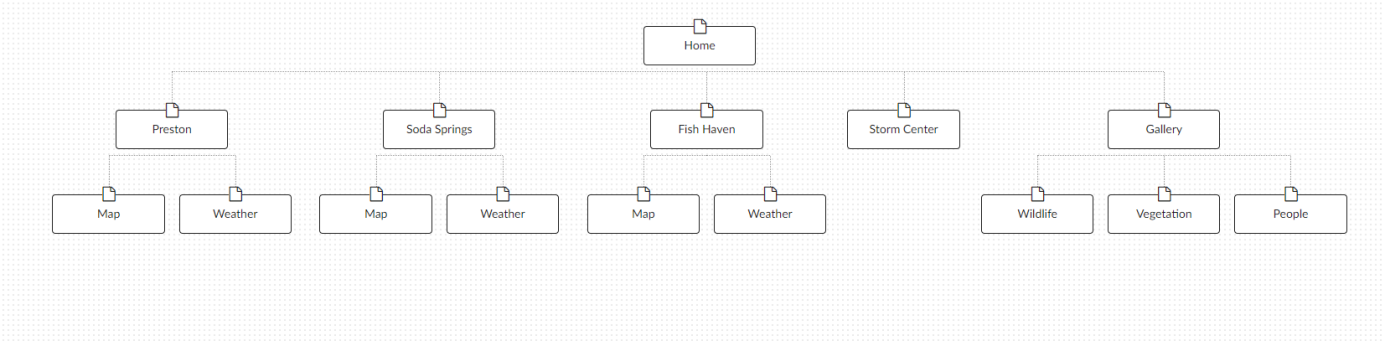 Home
Preston
Soda Springs
Fish Haven
Storm Center
Gallery
Map
Weather
Map
Weather
Map
Weather
Wildlife
Vegetation
People